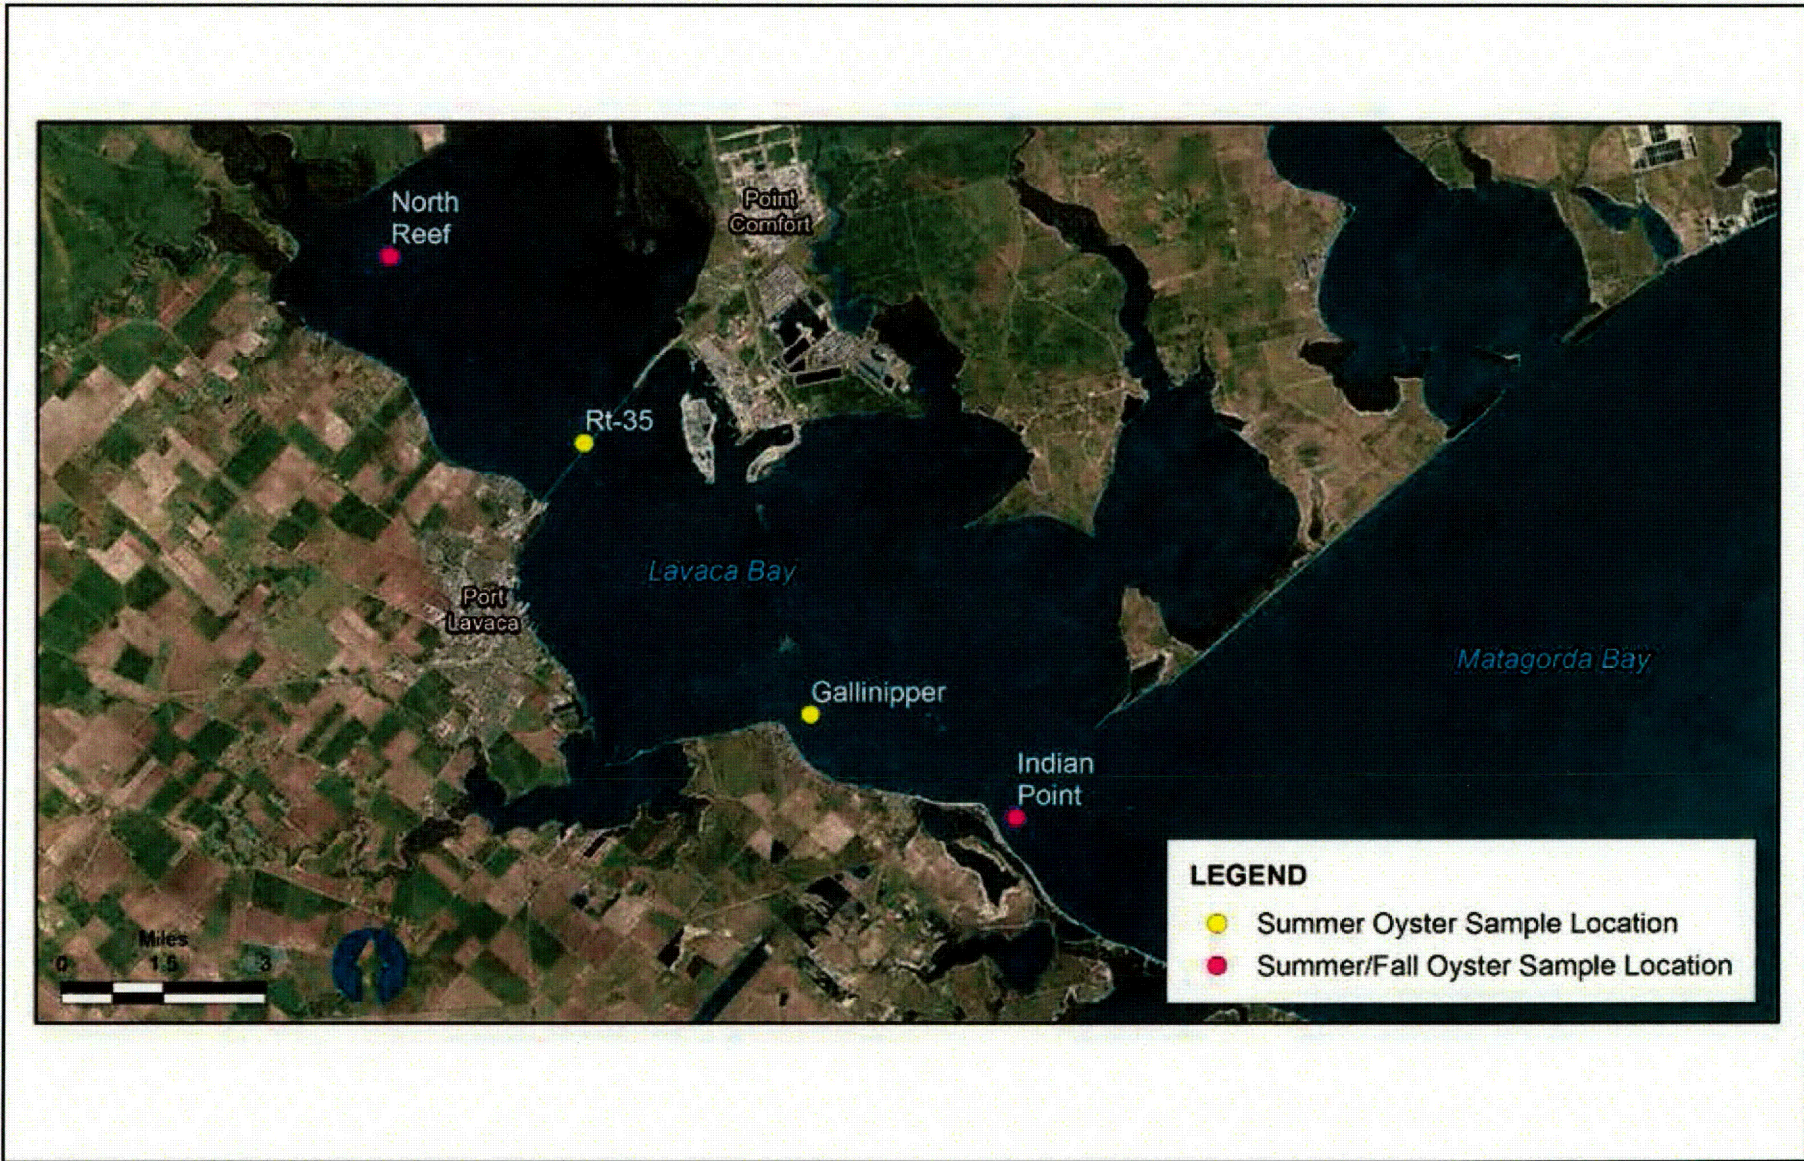 North
Reef
Point
Comfort
Rt-35
Lavaca Bay
Port
Lavaca
Matagorda Bay
Gallinipper
Indian
Point
LEGEND
Summer Oyster Sample Location
Summer/Fall Oyster Sample Location
Miles
0 1.5 3